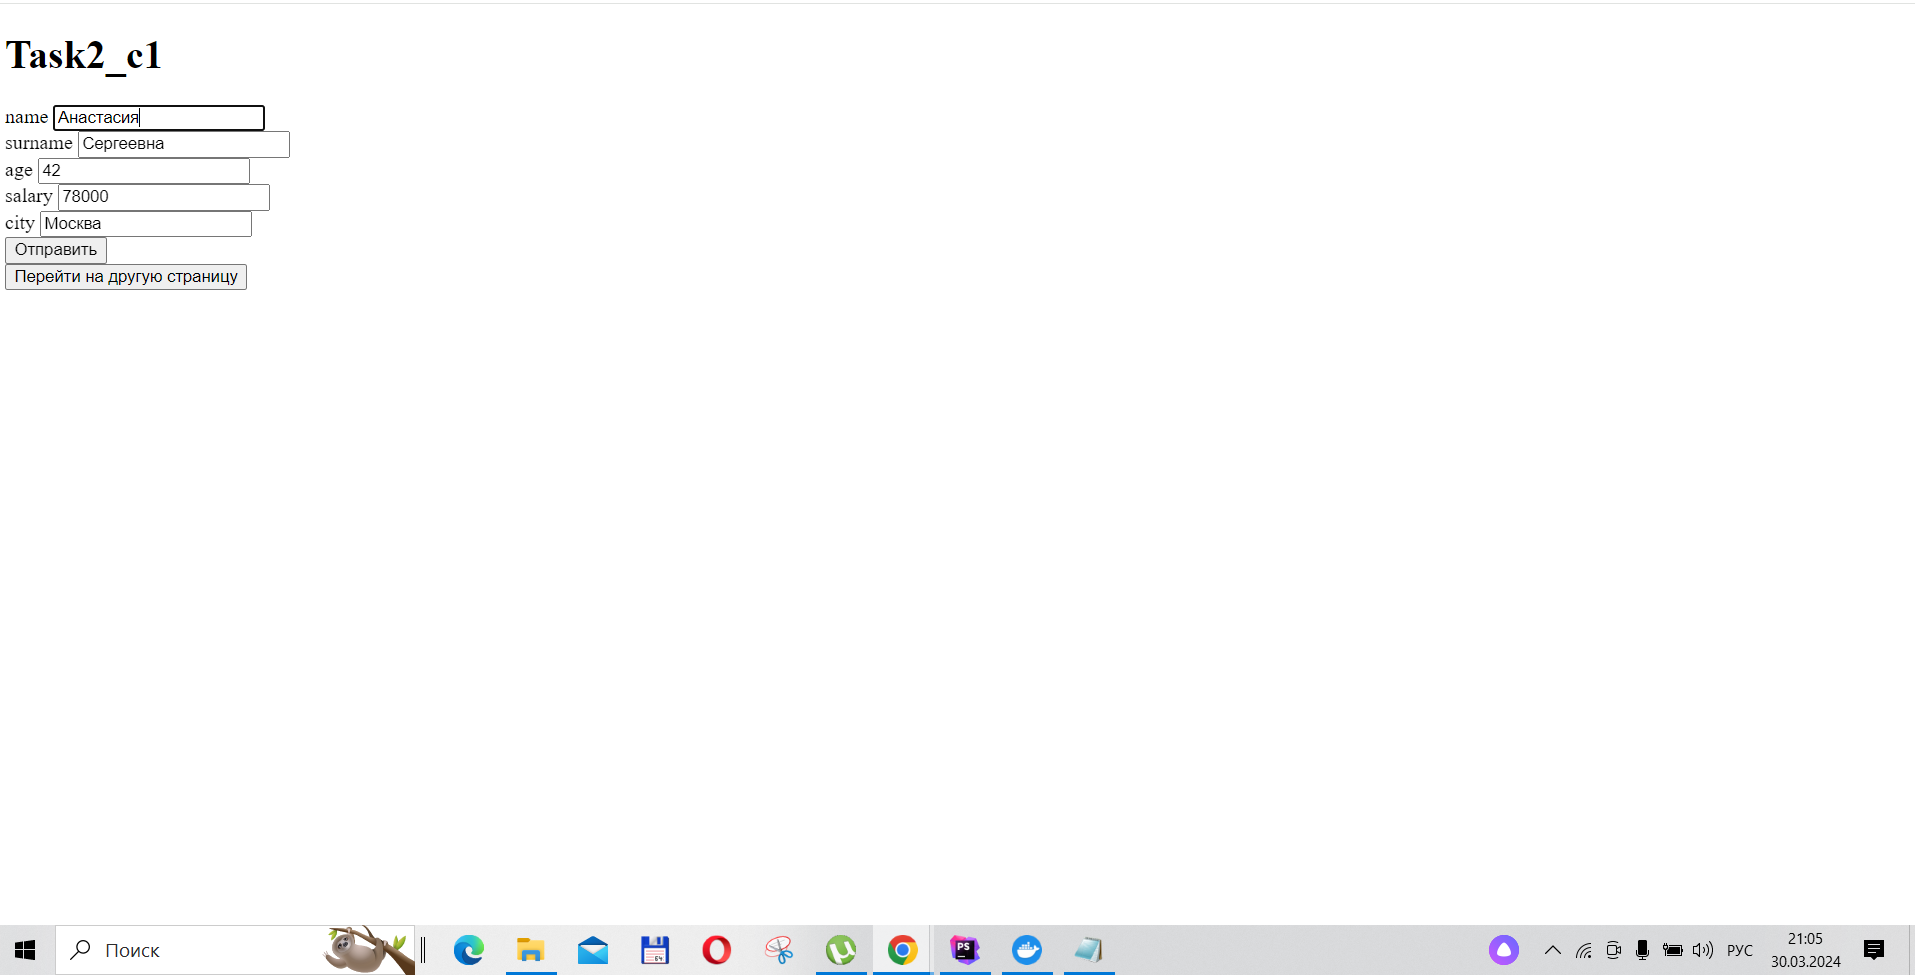 Task2_c1
name Анастасия
surname Сергеевна
age 42
salary 78000
city Москва
Отправить
Перейти на другую страницу
Поиск
64
PS
РУС
21:05
30.03.2024